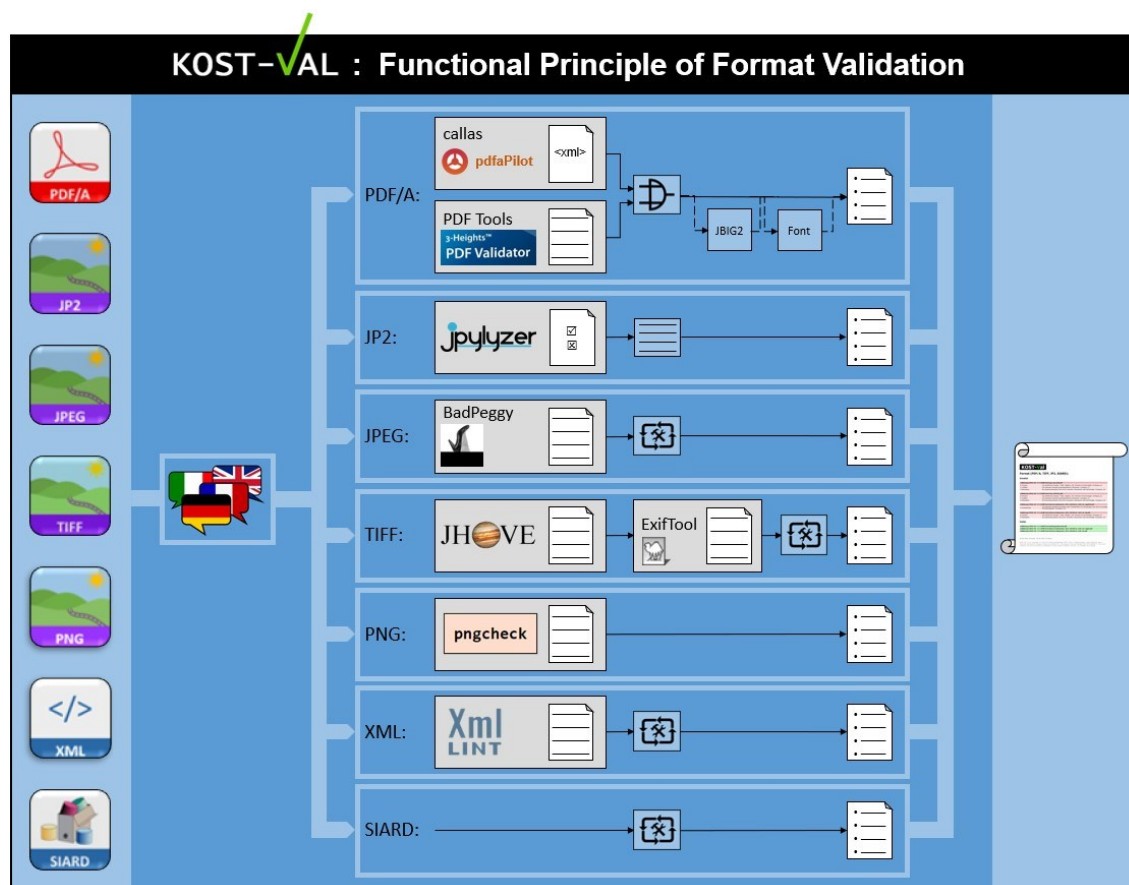 KOST-VAL : Functional Principle of Format Validation
PDF/A
JP2
JPEG
TIFF
PNG
</>
XML
SIARD
PDF/A:
callas
pdfaPilot
<xml>
PDF Tools
3-Heights™
PDF Validator
JBIG2
Font
JP2:
jpylyzer
JPEG:
BadPeggy
TIFF:
JHOVE
ExifTool
PNG:
pngcheck
XML:
Xml
LINT
SIARD:
KOST-VAL